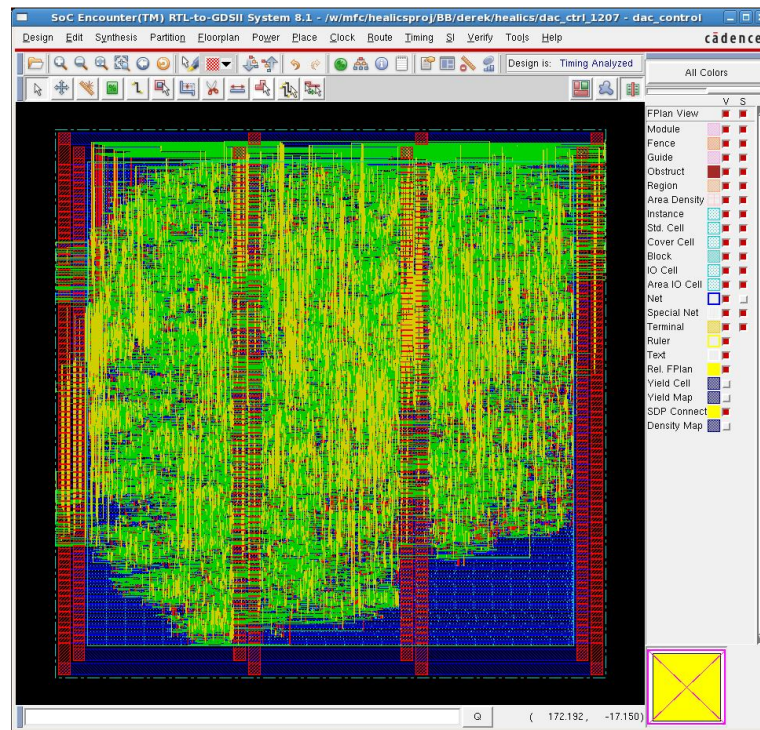 SoC Encounter(TM) RTL-to-GDSII System 8.1 - /w/mfc/healicsproj/BB/derek/healics/dac_ctrl_1207 - dac_control
Design Edit Synthesis Partition Floorplan Power Place Clock Route Timing SI Verify Tools Help cādence
Design is: Timing Analyzed
All Colors
V S
FPlan View
Module
Fence
Guide
Obstruct
Region
Area Density
Instance
Std. Cell
Cover Cell
Block
IO Cell
Area IO Cell
Net
Special Net
Terminal
Ruler
Text
Rel. FPlan
Yield Cell
Yield Map
SDP Connect
Density Map
Q ( 172.192, -17.150)